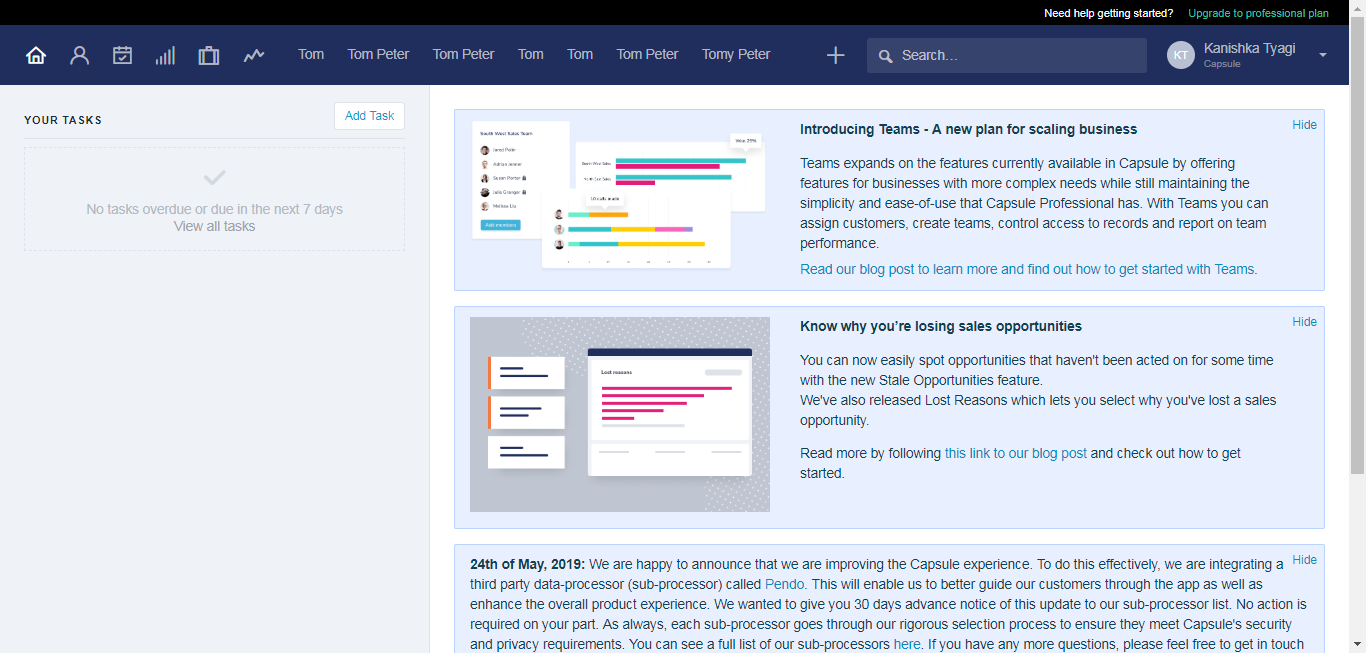 Need help getting started? Upgrade to professional plan
Tom Tom Peter Tom Peter Tom Tom Tom Peter Tomy Peter
Search...
KT
Kanishka Tyagi
Capsule
YOUR TASKS
Add Task
No tasks overdue or due in the next 7 days
View all tasks
Youth West Sales Team
Jared Peter
Adrian Jenner
Susan Porter
Julie Granger
Melissa Liu
Add members
Won 25%
10 calls made
Introducing Teams - A new plan for scaling business
Hide
Teams expands on the features currently available in Capsule by offering
features for businesses with more complex needs while still maintaining the
simplicity and ease-of-use that Capsule Professional has. With Teams you can
assign customers, create teams, control access to records and report on team
performance.
Read our blog post to learn more and find out how to get started with Teams.
Lost reasons
Know why you’re losing sales opportunities
Hide
You can now easily spot opportunities that haven't been acted on for some time
with the new Stale Opportunities feature.
We've also released Lost Reasons which lets you select why you've lost a sales
opportunity.
Read more by following this link to our blog post and check out how to get
started.
Hide
24th of May, 2019: We are happy to announce that we are improving the Capsule experience. To do this effectively, we are integrating a
third party data-processor (sub-processor) called Pendo. This will enable us to better guide our customers through the app as well as
enhance the overall product experience. We wanted to give you 30 days advance notice of this update to our sub-processor list. No action is
required on your part. As always, each sub-processor goes through our rigorous selection process to ensure they meet Capsule's security
and privacy requirements. You can see a full list of our sub-processors here. If you have any more questions, please feel free to get in touch